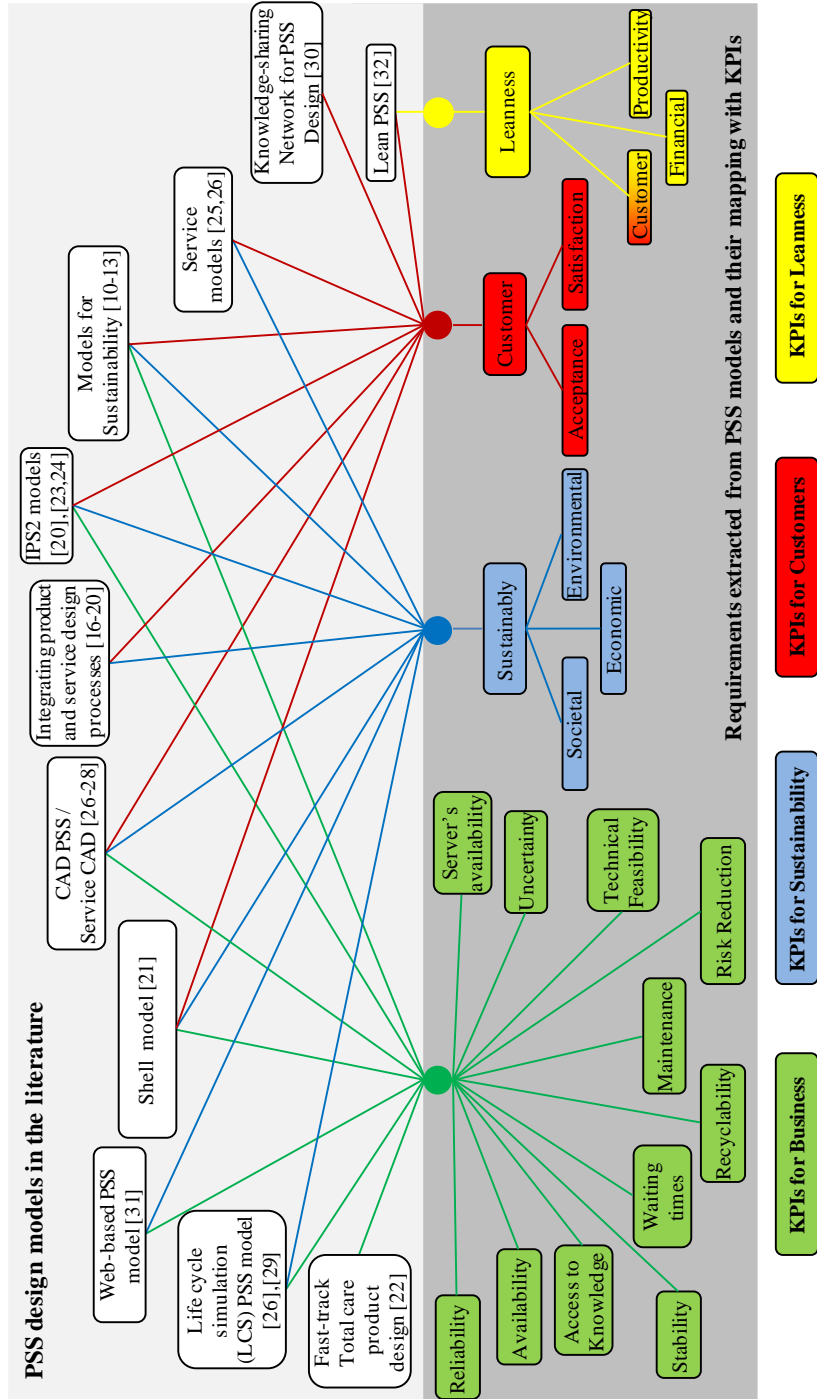 PSS design models in the literature
Fast-track
Total care
product
design [22]
Life cycle
simulation
(LCS) PSS model
[26],[29]
Web-based PSS
model [31]
Shell model [21]
CAD PSS /
Service CAD [26-28]
Integrating product
and service design
processes [16-20]
IPS2 models
[20],[23,24]
Models for
Sustainability [10-13]
Service
models [25,26]
Knowledge-sharing
Network for PSS
Design [30]
Lean PSS [32]
Reliability
Availability
Access to
Knowledge
Stability
Waiting
times
Recyclability
Maintenance
Risk Reduction
Technical
Feasibility
Uncertainty
Server's
availability
Sustainably
Societal
Economic
Environmental
Customer
Acceptance
Satisfaction
Leanness
Customer
Financial
Productivity
Requirements extracted from PSS models and their mapping with KPIs
KPIs for Business
KPIs for Sustainability
KPIs for Customers
KPIs for Leanness